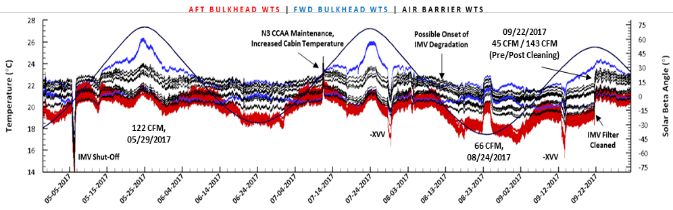 AFT BULKHEAD WTS | FWD BULKHEAD WTS | AIR BARRIER WTS
28
26
24
22
20
18
16
14
Temperature (°C)
75
60
45
30
15
0
-15
-30
-45
-60
-75
Solar Beta Angle (°)
N3 CCAA Maintenance,
Increased Cabin Temperature
Possible Onset of
IMV Degradation
09/22/2017
45 CFM / 143 CFM
(Pre/Post Cleaning)
122 CFM,
05/29/2017
IMV Shut-Off
-XVV
66 CFM,
08/24/2017
-XVV
IMV Filter
Cleaned
05-05-2017
05-15-2017
05-25-2017
06-04-2017
06-14-2017
06-24-2017
07-04-2017
07-14-2017
07-24-2017
08-03-2017
08-13-2017
08-23-2017
09-02-2017
09-12-2017
09-22-2017